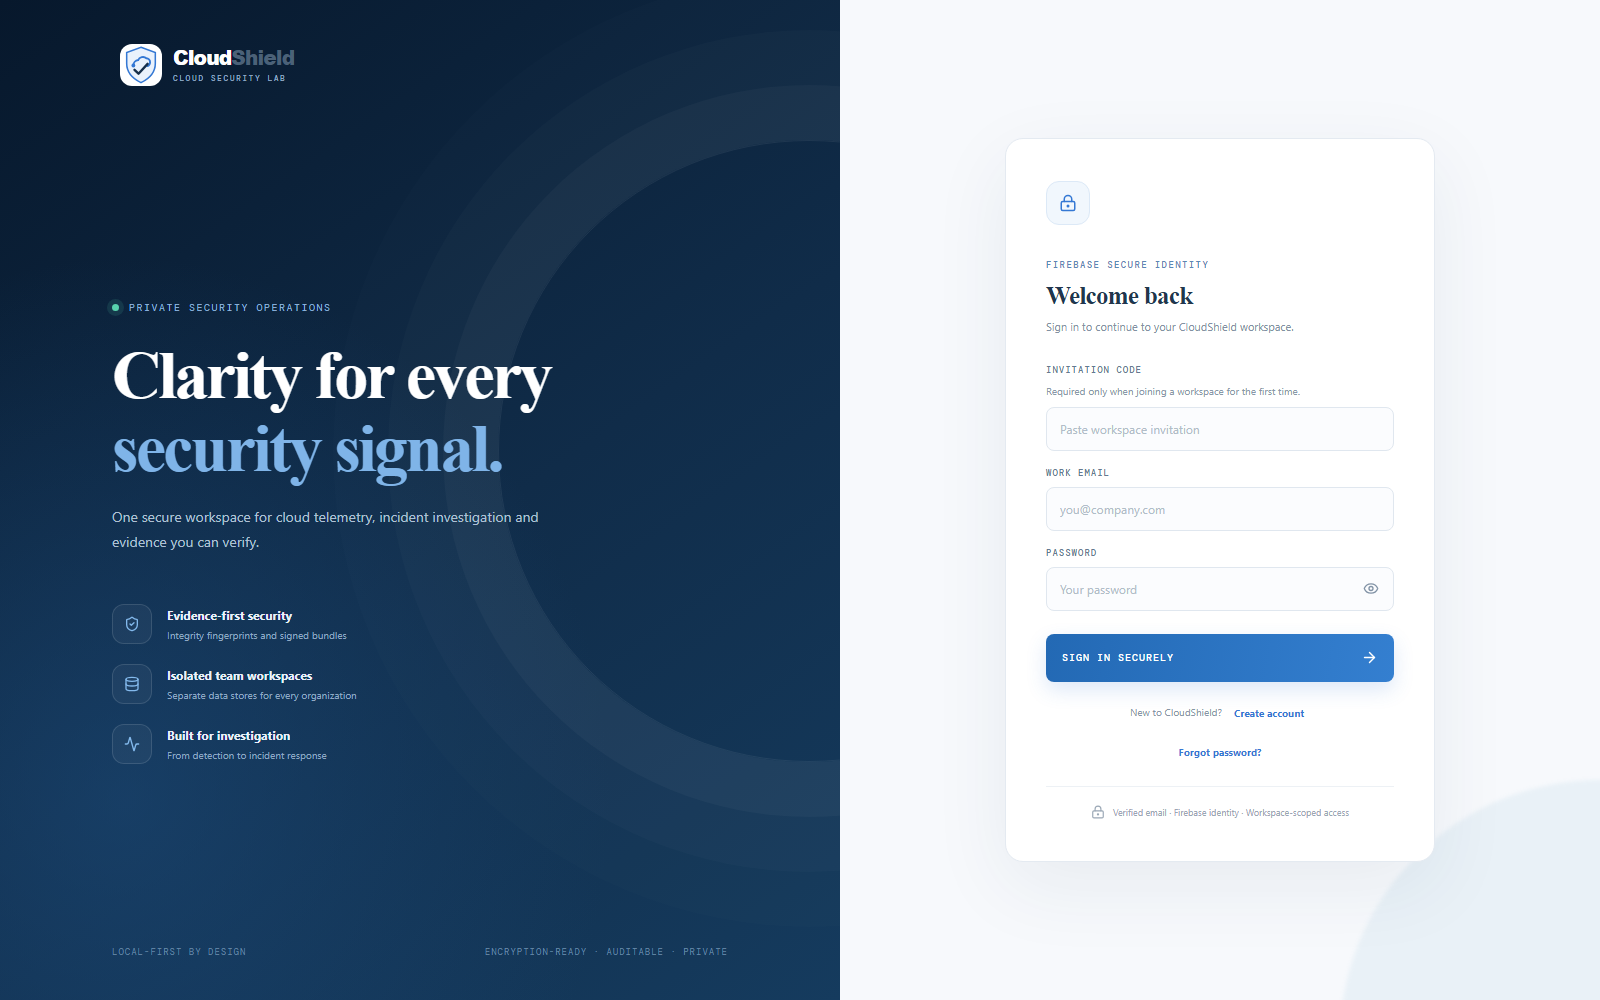 CloudShield
CLOUD SECURITY LAB
PRIVATE SECURITY OPERATIONS
Clarity for every
security signal.
One secure workspace for cloud telemetry, incident investigation and
evidence you can verify.
Evidence-first security
Integrity fingerprints and signed bundles
Isolated team workspaces
Separate data stores for every organization
Built for investigation
From detection to incident response
LOCAL-FIRST BY DESIGN
ENCRYPTION-READY · AUDITABLE · PRIVATE
FIREBASE SECURE IDENTITY
Welcome back
Sign in to continue to your CloudShield workspace.
INVITATION CODE
Required only when joining a workspace for the first time.
Paste workspace invitation
WORK EMAIL
you@company.com
PASSWORD
Your password
SIGN IN SECURELY
New to CloudShield? Create account
Forgot password?
Verified email · Firebase identity · Workspace-scoped access